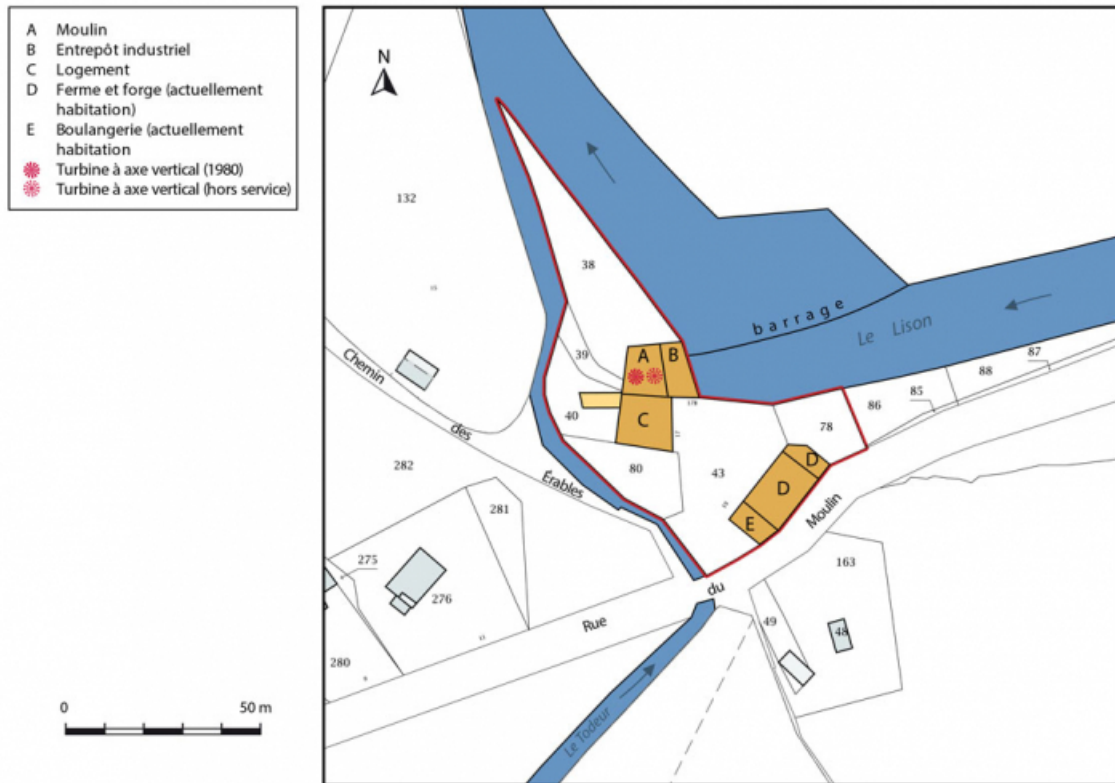 A Moulin
B Entrepôt industriel
C Logement
D Ferme et forge (actuellement
habitation)
E Boulangerie (actuellement
habitation
Turbine à axe vertical (1980)
Turbine à axe vertical (hors service)
N
132
38
barrage
Le Lison
87
88
85
86
A
B
39
Chemin
des
Érables
178
40
C
78
80
43
D
D
E
282
281
Moulin
275
276
163
du
Rue
49
48
280
Le Todeur
0
50 m